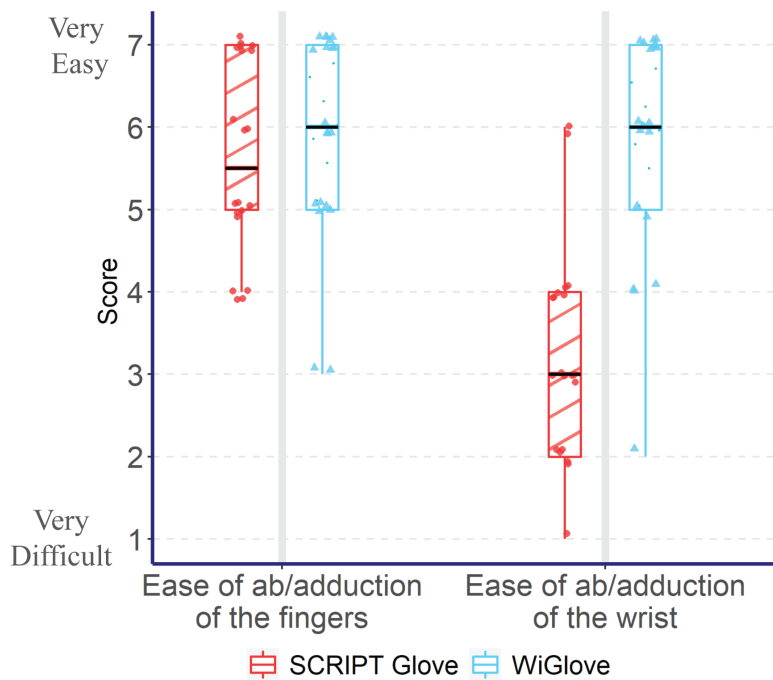 Very
Easy
7
6
5
4
3
2
1
Score
Very
Difficult
Ease of ab/adduction
of the fingers
Ease of ab/adduction
of the wrist
SCRIPT Glove
WiGlove